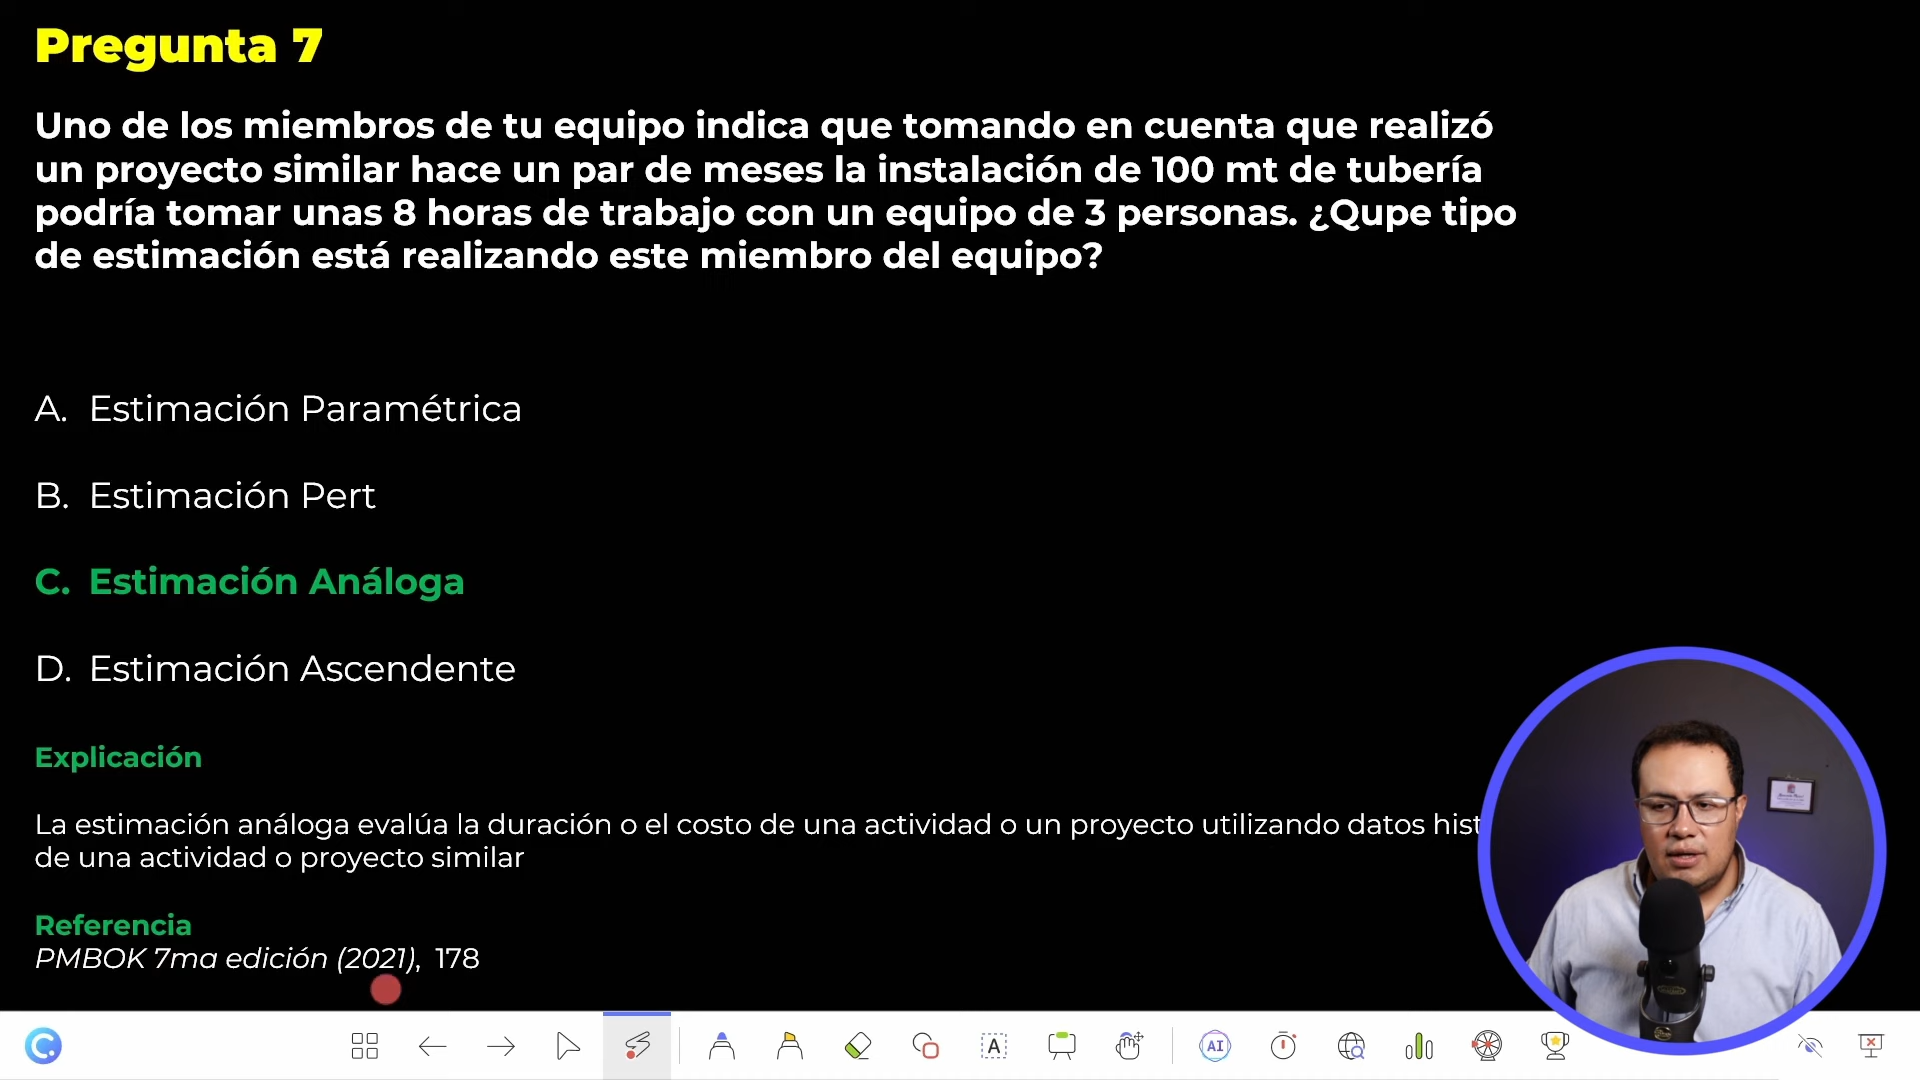 Pregunta 7
Uno de los miembros de tu equipo indica que tomando en cuenta que realizó
un proyecto similar hace un par de meses la instalación de 100 mt de tubería
podría tomar unas 8 horas de trabajo con un equipo de 3 personas. ¿Qupe tipo
de estimación está realizando este miembro del equipo?
A. Estimación Paramétrica
B. Estimación Pert
C. Estimación Análoga
D. Estimación Ascendente
Explicación
La estimación análoga evalúa la duración o el costo de una actividad o un proyecto utilizando datos hist
de una actividad o proyecto similar
Referencia
PMBOK 7ma edición (2021), 178
A
AI